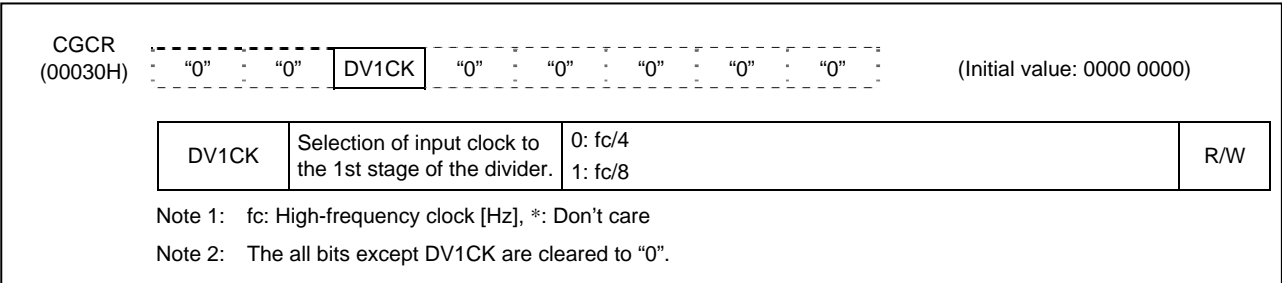 CGCR
(00030H) “0” “0” DV1CK “0” “0” “0” “0” “0” (Initial value: 0000 0000)
DV1CK Selection of input clock to the 1st stage of the divider. 0: fc/4 1: fc/8 R/W
Note 1: fc: High-frequency clock [Hz], *: Don’t care
Note 2: The all bits except DV1CK are cleared to “0”.